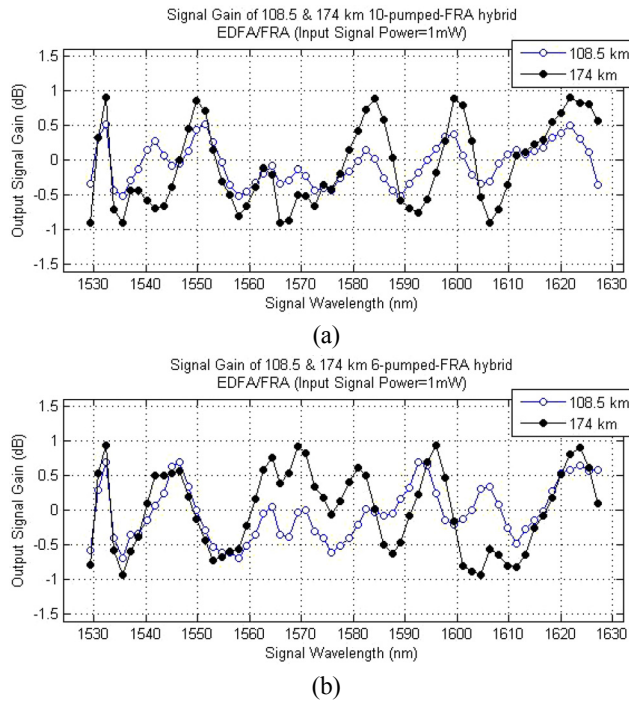 Signal Gain of 108.5 & 174 km 10-pumped-FRA hybrid
EDFA/FRA (Input Signal Power=1mW)
108.5 km
174 km
Output Signal Gain (dB)
1.5
1
0.5
0
-0.5
-1
-1.5
1530 1540 1550 1560 1570 1580 1590 1600 1610 1620 1630
Signal Wavelength (nm)
(a)
Signal Gain of 108.5 & 174 km 6-pumped-FRA hybrid
EDFA/FRA (Input Signal Power=1mW)
108.5 km
174 km
Output Signal Gain (dB)
1.5
1
0.5
0
-0.5
-1
-1.5
1530 1540 1550 1560 1570 1580 1590 1600 1610 1620 1630
Signal Wavelength (nm)
(b)